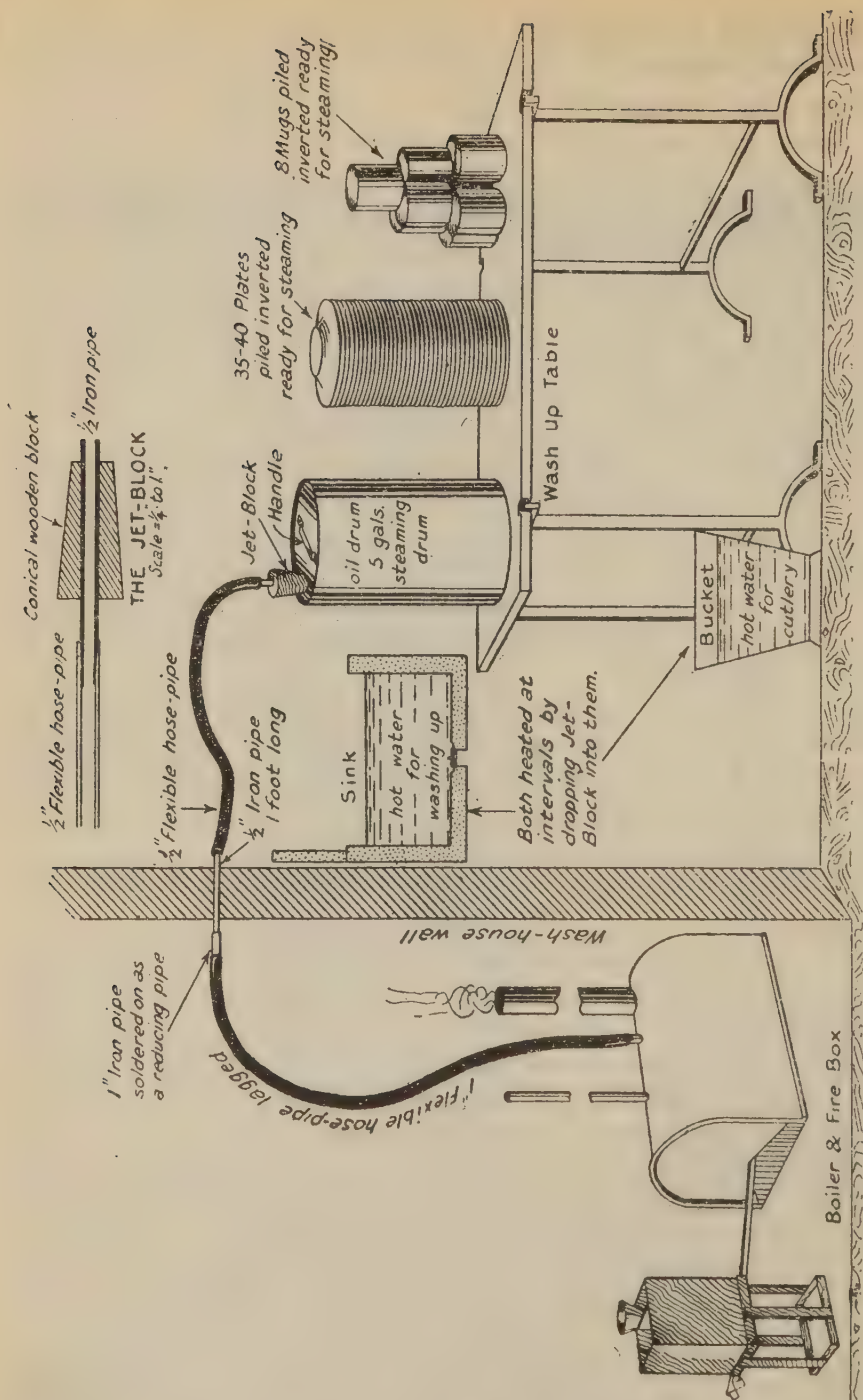 Conical wooden block
½" Flexible hose-pipe
½" Iron pipe
THE JET-BLOCK
Scale = ¼" to 1".
1" Iron pipe
soldered on as
a reducing pipe
½" Flexible hose-pipe
½" Iron pipe
1 foot long
1" flexible hose-pipe lagged
Wash-house wall
Boiler & Fire Box
Sink
hot water
for
washing up
Both heated at
intervals by
dropping Jet-
Block into them.
Jet-Block
Handle
oil drum
5 gals.
steaming
drum
35-40 Plates
piled inverted
ready for steaming
8 Mugs piled
inverted ready
for steaming
Wash Up Table
Bucket
hot water
for
cutlery